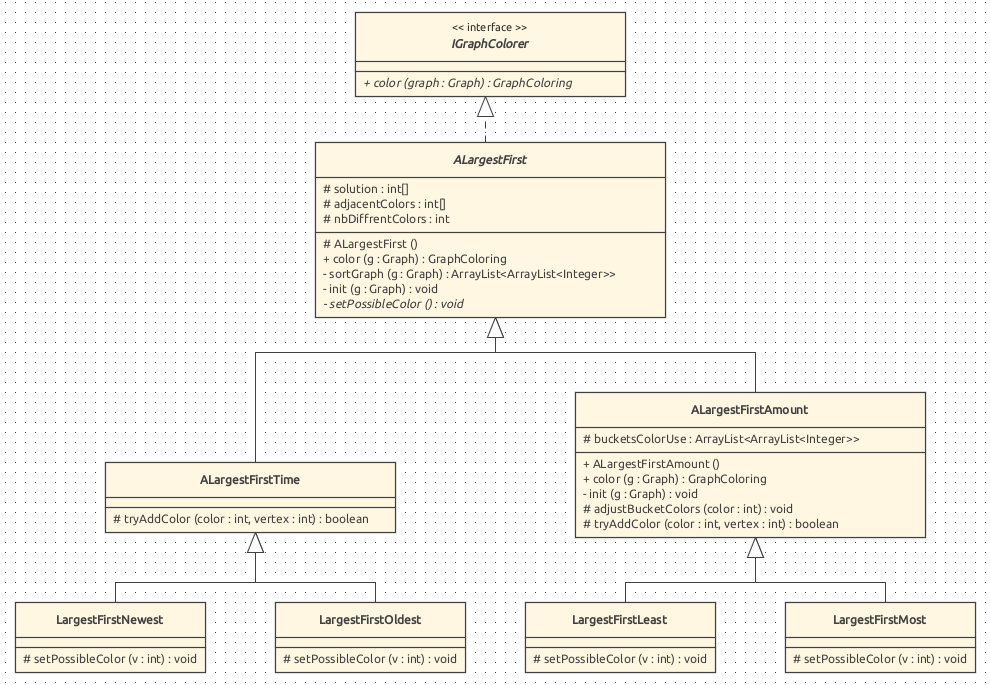 << interface >>
IGraphColorer
+ color (graph : Graph) : GraphColoring
ALargestFirst
# solution : int[]
# adjacentColors : int[]
# nbDiffrentColors : int
# ALargestFirst ()
+ color (g : Graph) : GraphColoring
- sortGraph (g : Graph) : ArrayList<ArrayList<Integer>>
- init (g : Graph) : void
- setPossibleColor () : void
ALargestFirstAmount
# bucketsColorUse : ArrayList<ArrayList<Integer>>
+ ALargestFirstAmount ()
+ color (g : Graph) : GraphColoring
- init (g : Graph) : void
# adjustBucketColors (color : int) : void
# tryAddColor (color : int, vertex : int) : boolean
ALargestFirstTime
# tryAddColor (color : int, vertex : int) : boolean
LargestFirstNewest
# setPossibleColor (v : int) : void
LargestFirstOldest
# setPossibleColor (v : int) : void
LargestFirstLeast
# setPossibleColor (v : int) : void
LargestFirstMost
# setPossibleColor (v : int) : void